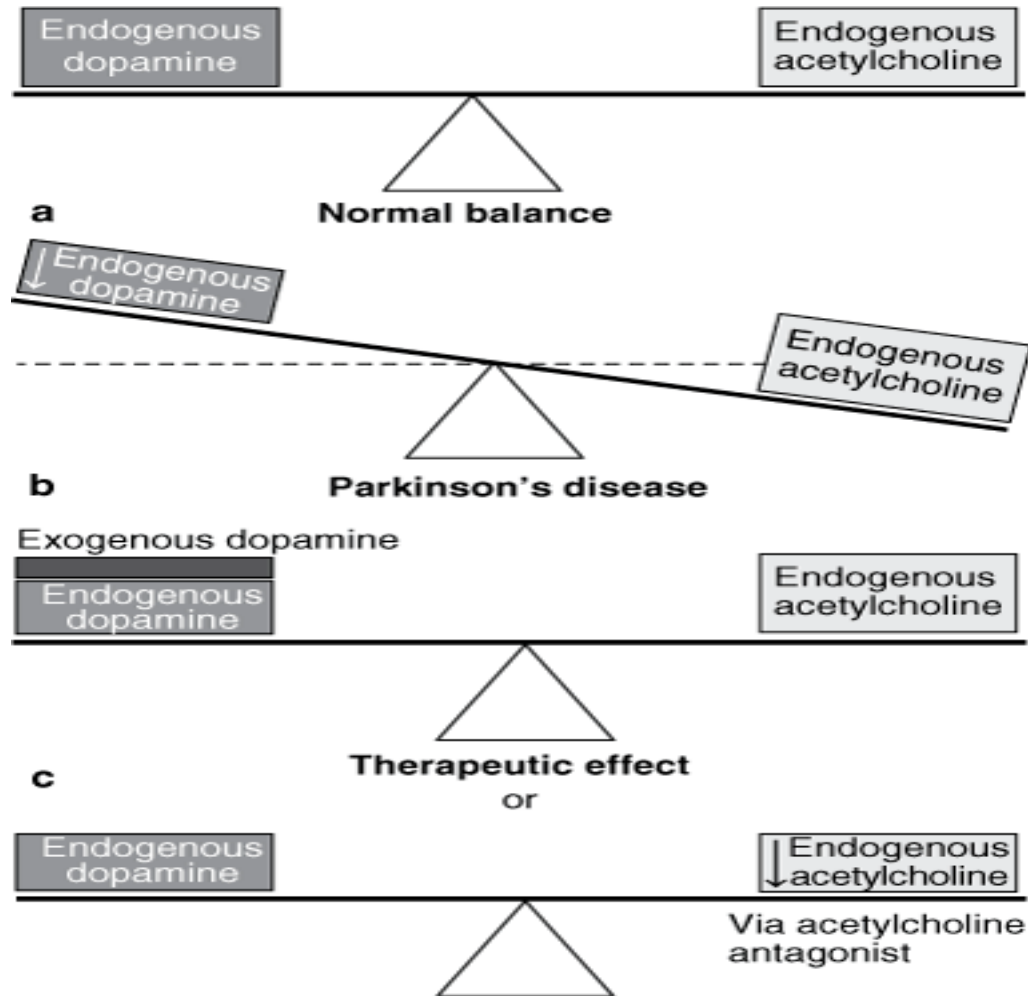 Endogenous
dopamine
Endogenous
acetylcholine
Normal balance
a
↓ Endogenous
dopamine
Endogenous
acetylcholine
Parkinson's disease
b
Exogenous dopamine
Endogenous
dopamine
Endogenous
acetylcholine
Therapeutic effect
c
or
Endogenous
dopamine
↓ Endogenous
acetylcholine
Via acetylcholine
antagonist